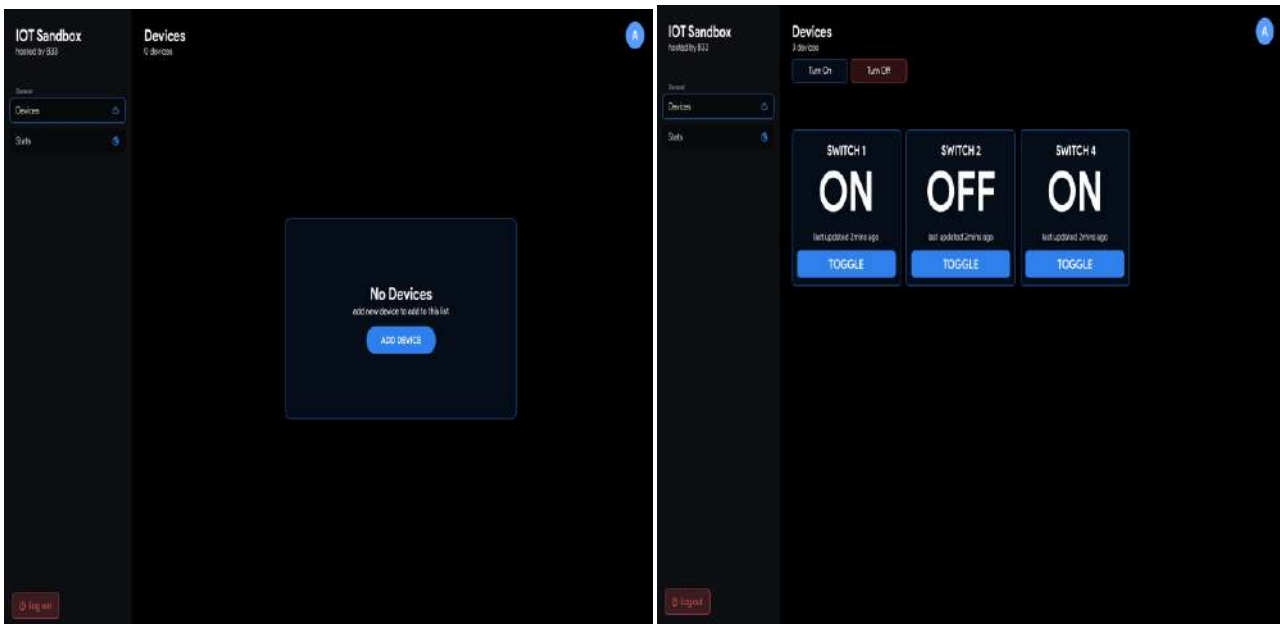 IOT Sandbox
hosted by B33
General
Devices
Stats
Log out
Devices
0 devices
A
No Devices
add new device to add to this list
ADD DEVICE
IOT Sandbox
hosted by B33
General
Devices
Stats
Logout
Devices
3 devices
Turn On Turn Off
A
SWITCH 1
ON
last updated 2mins ago
TOGGLE
SWITCH 2
OFF
last updated 2mins ago
TOGGLE
SWITCH 4
ON
last updated 2mins ago
TOGGLE